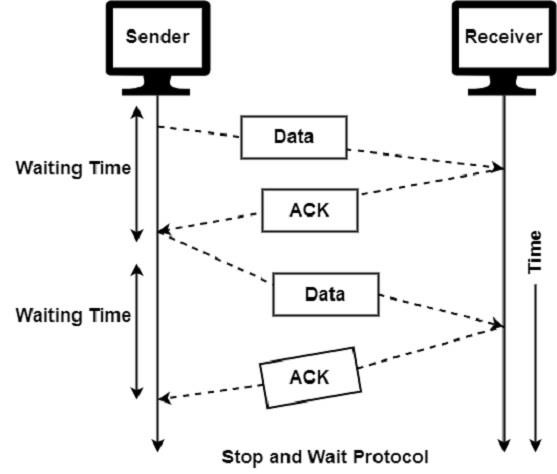 Sender
Receiver
Data
Waiting Time
ACK
Time
Data
Waiting Time
ACK
Stop and Wait Protocol